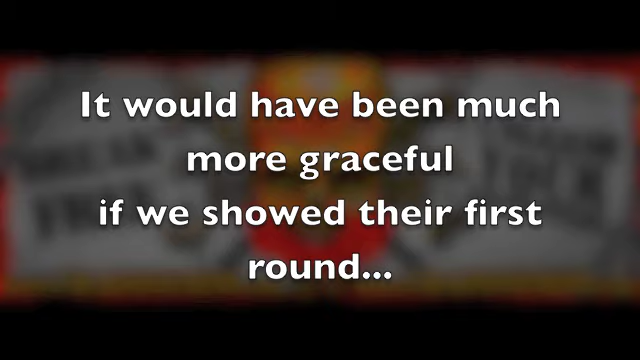 It would have been much
more graceful
if we showed their first
round...